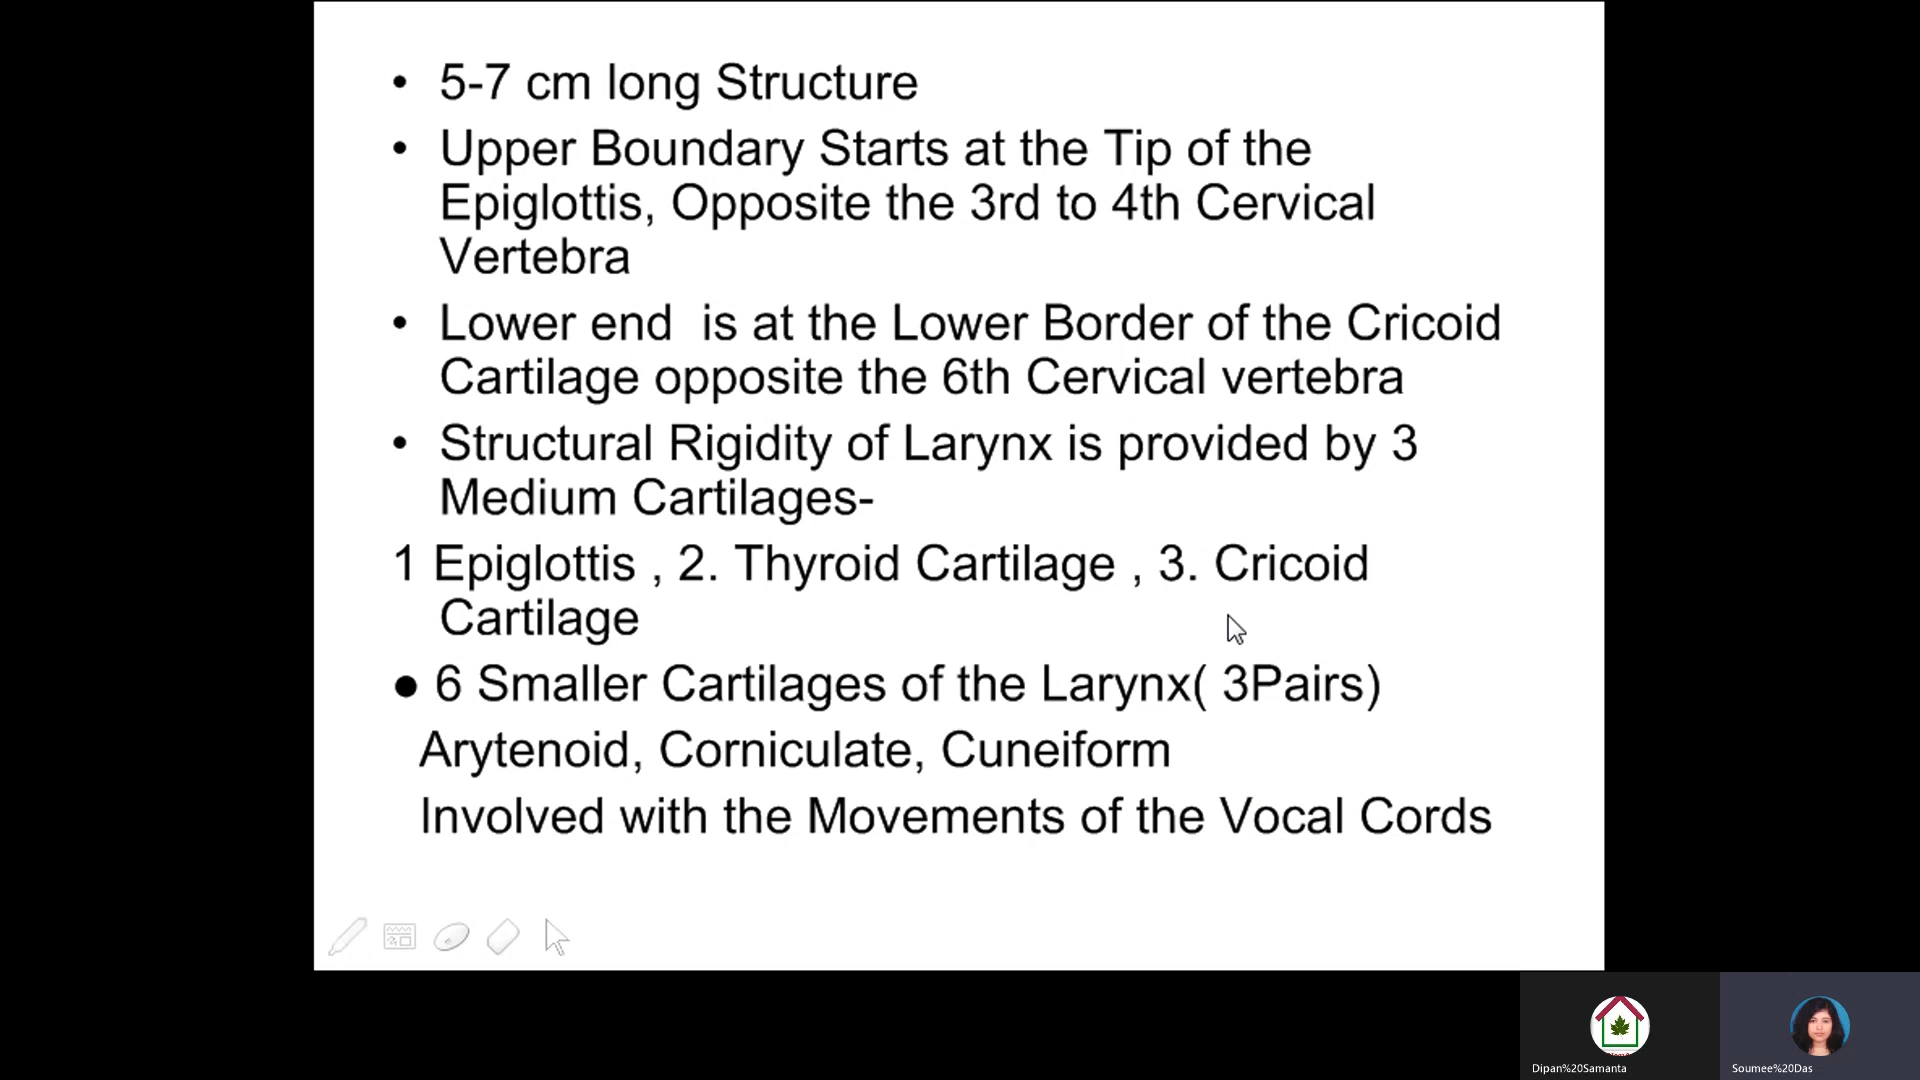 • 5-7 cm long Structure
• Upper Boundary Starts at the Tip of the
Epiglottis, Opposite the 3rd to 4th Cervical
Vertebra
• Lower end  is at the Lower Border of the Cricoid
Cartilage opposite the 6th Cervical vertebra
• Structural Rigidity of Larynx is provided by 3
Medium Cartilages-
1 Epiglottis , 2. Thyroid Cartilage , 3. Cricoid
Cartilage
● 6 Smaller Cartilages of the Larynx( 3Pairs)
Arytenoid, Corniculate, Cuneiform
Involved with the Movements of the Vocal Cords
Dipan%20Samanta
Soumee%20Das